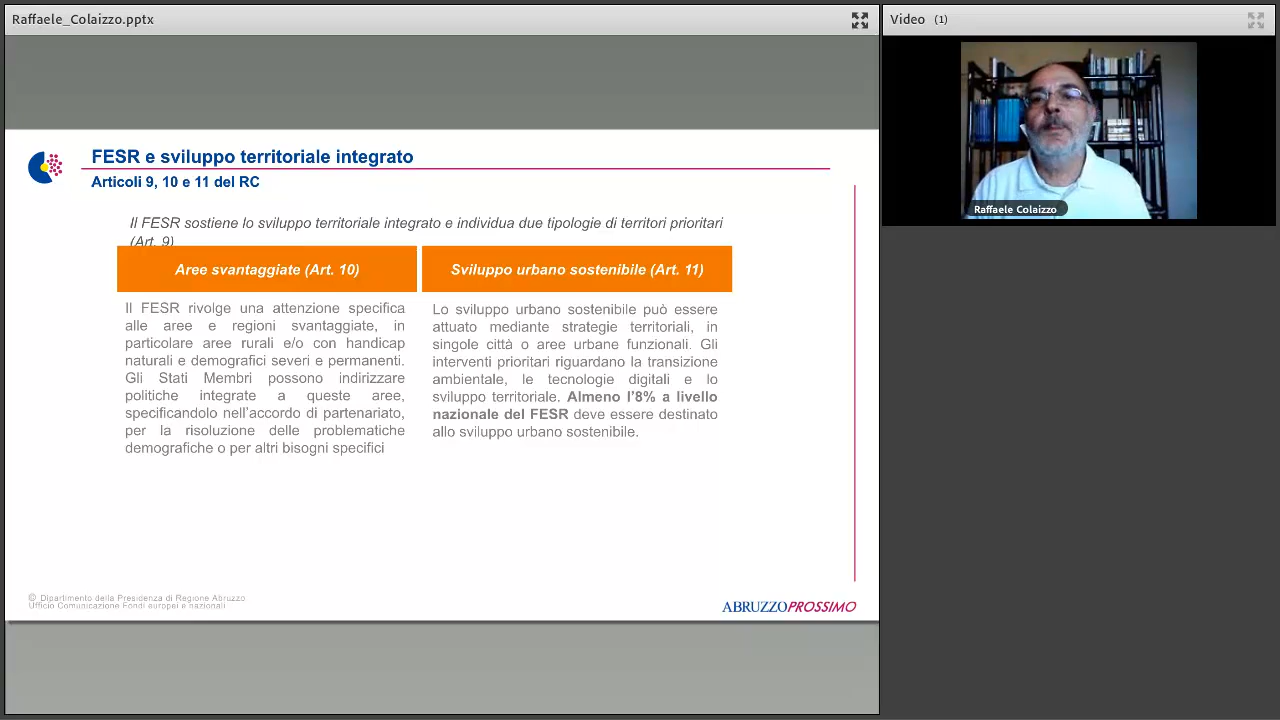 Raffaele_Colaizzo.pptx
Video (1)
FESR e sviluppo territoriale integrato
Articoli 9, 10 e 11 del RC
Il FESR sostiene lo sviluppo territoriale integrato e individua due tipologie di territori prioritari
(Art. 9)
Aree svantaggiate (Art. 10)
Il FESR rivolge una attenzione specifica
alle aree e regioni svantaggiate, in
particolare aree rurali e/o con handicap
naturali e demografici severi e permanenti.
Gli Stati Membri possono indirizzare
politiche integrate a queste aree,
specificandolo nell'accordo di partenariato,
per la risoluzione delle problematiche
demografiche o per altri bisogni specifici
Sviluppo urbano sostenibile (Art. 11)
Lo sviluppo urbano sostenibile può essere
attuato mediante strategie territoriali, in
singole città o aree urbane funzionali. Gli
interventi prioritari riguardano la transizione
ambientale, le tecnologie digitali e lo
sviluppo territoriale. Almeno l'8% a livello
nazionale del FESR deve essere destinato
allo sviluppo urbano sostenibile.
© Dipartimento della Presidenza di Regione Abruzzo
Ufficio Comunicazione Fondi europei e nazionali
ABRUZZOPROSSIMO
Raffaele Colaizzo